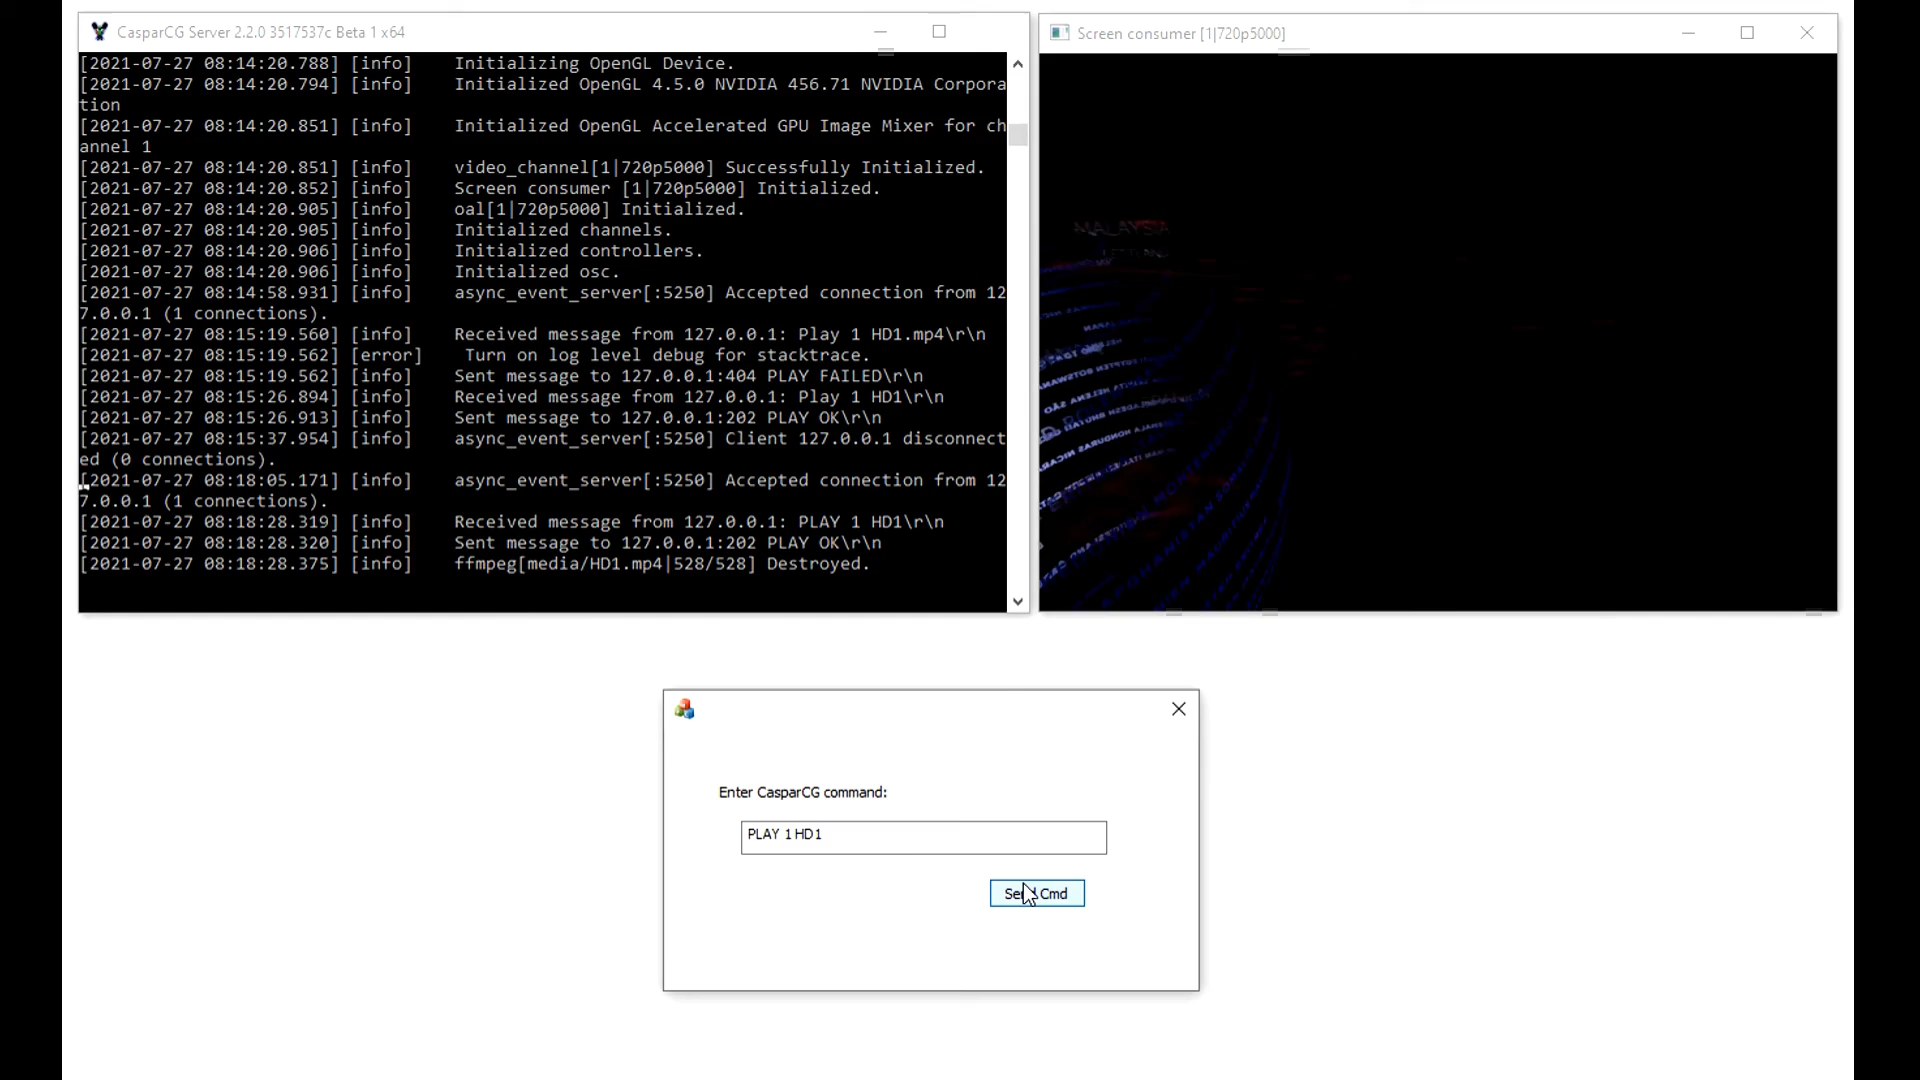 CasparCG Server 2.2.0 3517537c Beta 1 x64
[2021-07-27 08:14:20.788] [info]    Initializing OpenGL Device.
[2021-07-27 08:14:20.794] [info]    Initialized OpenGL 4.5.0 NVIDIA 456.71 NVIDIA Corpora
tion
[2021-07-27 08:14:20.851] [info]    Initialized OpenGL Accelerated GPU Image Mixer for ch
annel 1
[2021-07-27 08:14:20.851] [info]    video_channel[1|720p5000] Successfully Initialized.
[2021-07-27 08:14:20.852] [info]    Screen consumer [1|720p5000] Initialized.
[2021-07-27 08:14:20.905] [info]    oal[1|720p5000] Initialized.
[2021-07-27 08:14:20.905] [info]    Initialized channels.
[2021-07-27 08:14:20.906] [info]    Initialized controllers.
[2021-07-27 08:14:20.906] [info]    Initialized osc.
[2021-07-27 08:14:58.931] [info]    async_event_server[:5250] Accepted connection from 12
7.0.0.1 (1 connections).
[2021-07-27 08:15:19.560] [info]    Received message from 127.0.0.1: Play 1 HD1.mp4\r\n
[2021-07-27 08:15:19.562] [error]    Turn on log level debug for stacktrace.
[2021-07-27 08:15:19.562] [info]    Sent message to 127.0.0.1:404 PLAY FAILED\r\n
[2021-07-27 08:15:26.894] [info]    Received message from 127.0.0.1: Play 1 HD1\r\n
[2021-07-27 08:15:26.913] [info]    Sent message to 127.0.0.1:202 PLAY OK\r\n
[2021-07-27 08:15:37.954] [info]    async_event_server[:5250] Client 127.0.0.1 disconnect
ed (0 connections).
[2021-07-27 08:18:05.171] [info]    async_event_server[:5250] Accepted connection from 12
7.0.0.1 (1 connections).
[2021-07-27 08:18:28.319] [info]    Received message from 127.0.0.1: PLAY 1 HD1\r\n
[2021-07-27 08:18:28.320] [info]    Sent message to 127.0.0.1:202 PLAY OK\r\n
[2021-07-27 08:18:28.375] [info]    ffmpeg[media/HD1.mp4|528/528] Destroyed.
Screen consumer [1|720p5000]
MALAYSIA
Enter CasparCG command:
PLAY 1 HD1
Send Cmd